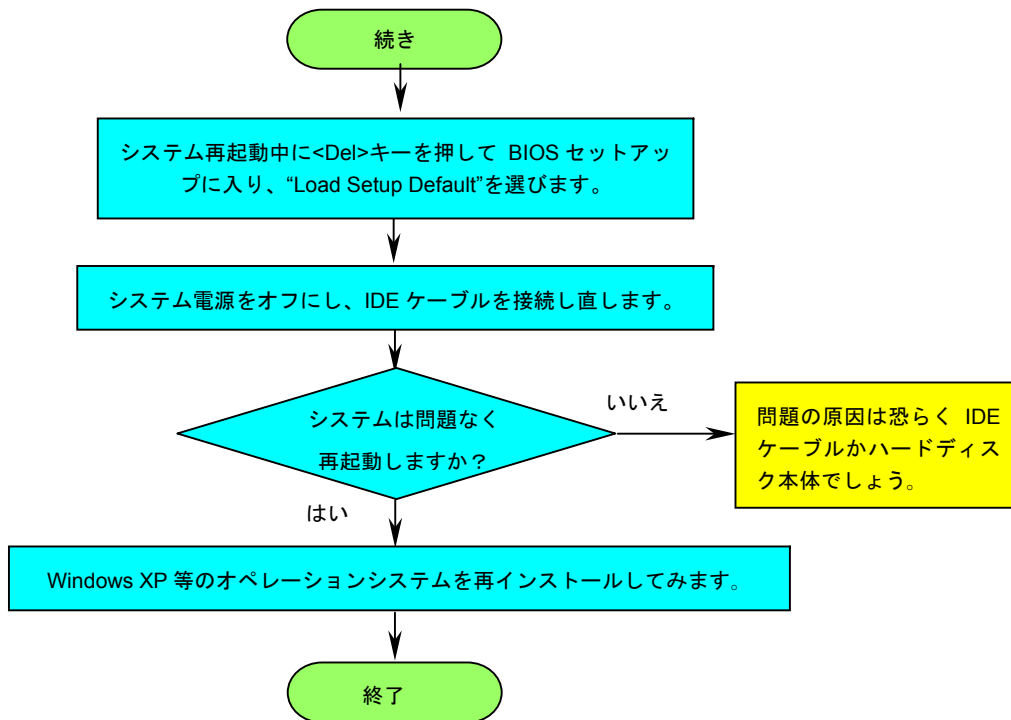 続き
システム再起動中に<Del>キーを押して BIOS セットアッ
プに入り、“Load Setup Default”を選びます。
システム電源をオフにし、IDE ケーブルを接続し直します。
システムは問題なく
再起動しますか？
いいえ
問題の原因は恐らく IDE
ケーブルかハードディス
ク本体でしょう。
はい
Windows XP 等のオペレーションシステムを再インストールしてみます。
終了